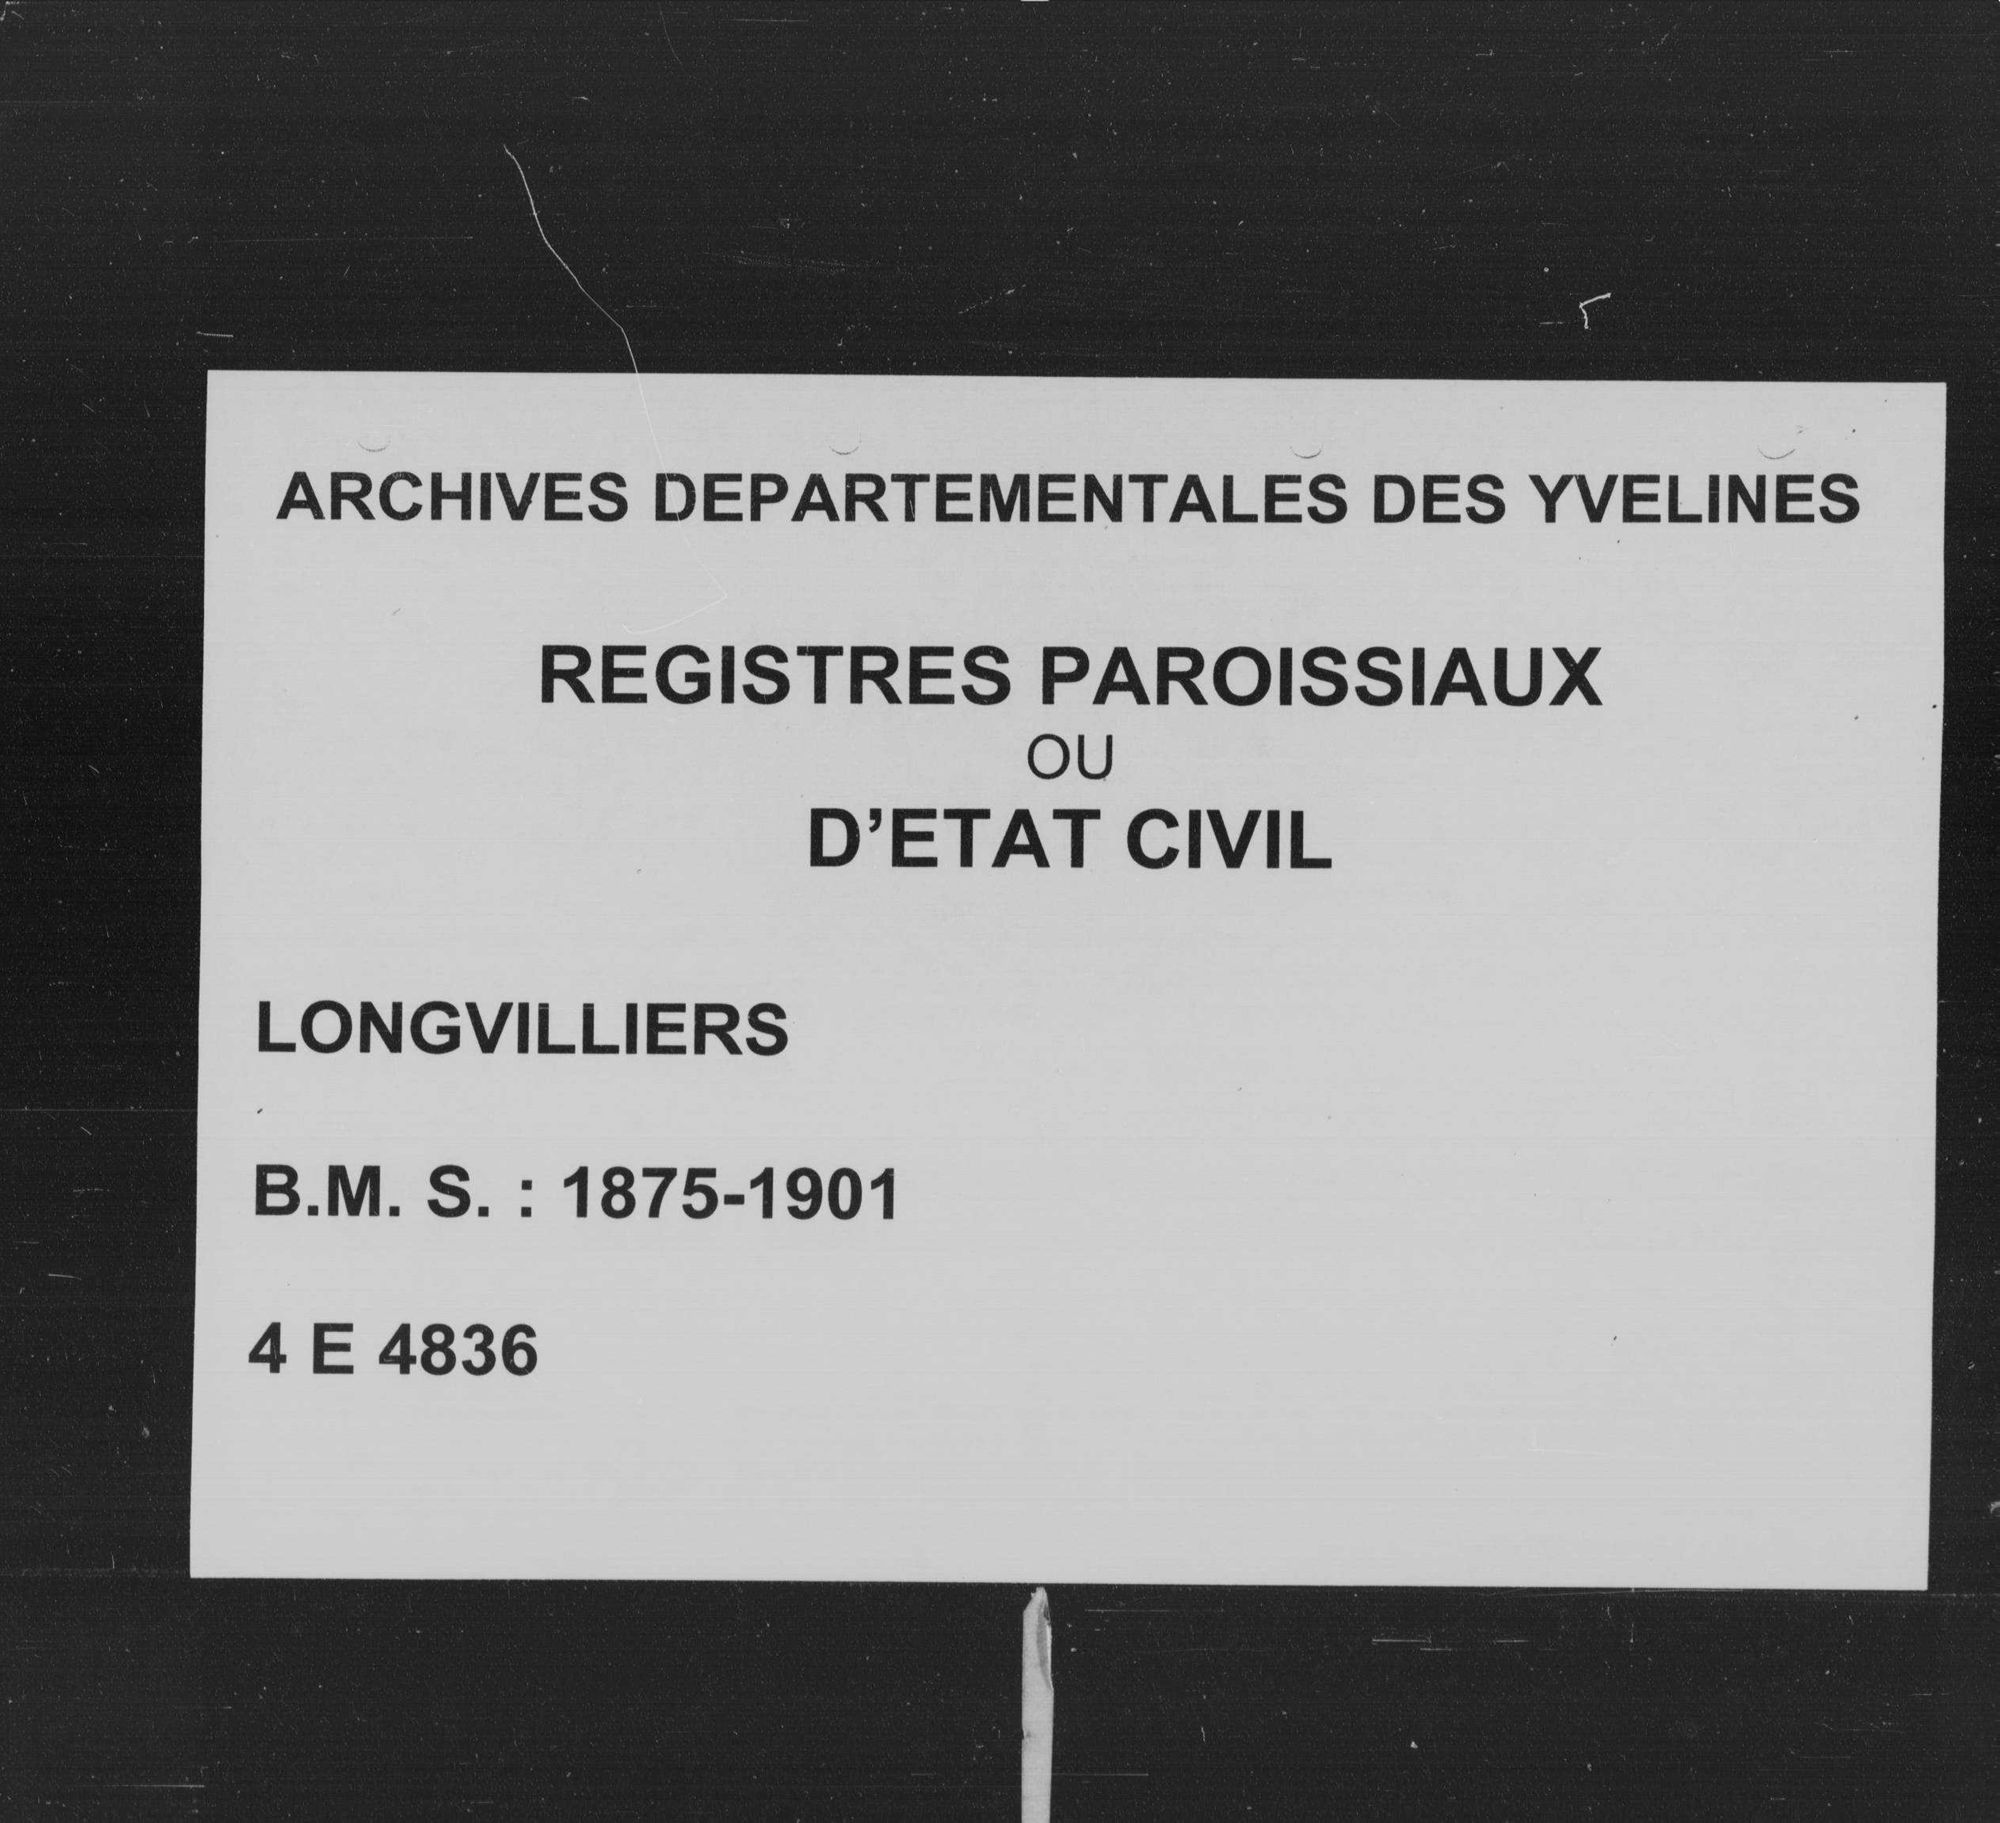 ARCHIVES DEPARTEMENTALES DES YVELINES
REGISTRES PAROISSIAUX
OU
D'ETAT CIVIL
LONGVILLIERS
B.M. S. : 1875-1901
4 E 4836